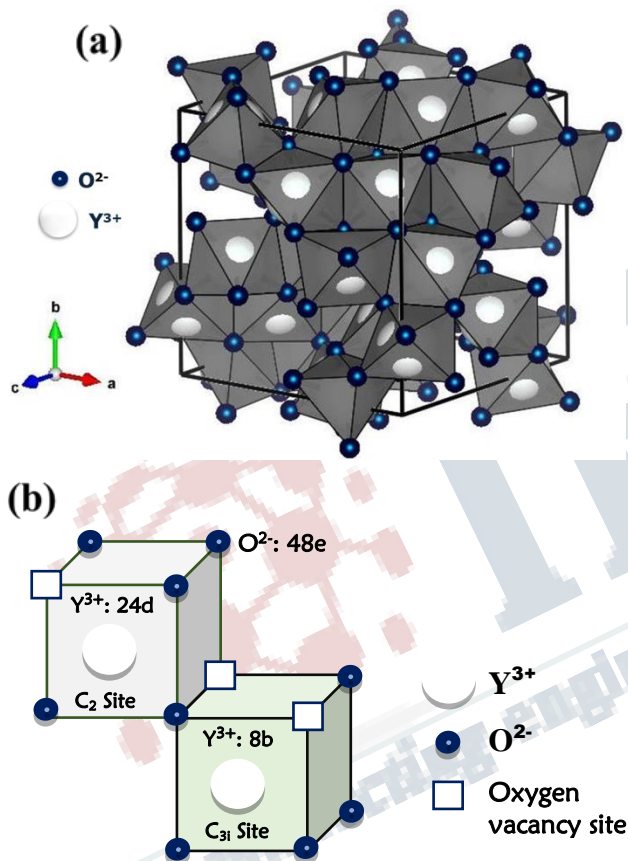 (a)
O²⁻
Y³⁺
b
c
a
(b)
O²⁻: 48e
Y³⁺: 24d
C₂ Site
Y³⁺: 8b
C₃ᵢ Site
Y³⁺
O²⁻
Oxygen
vacancy site